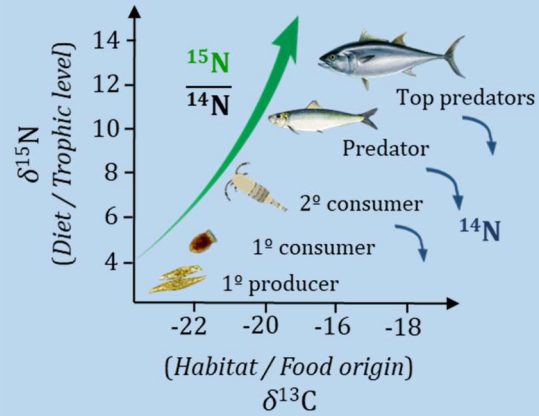 14
12
10
8
6
4
δ15N
(Diet / Trophic level)
15N
14N
Top predators
Predator
2º consumer
14N
1º consumer
1º producer
-22 -20 -16 -18
(Habitat / Food origin)
δ13C